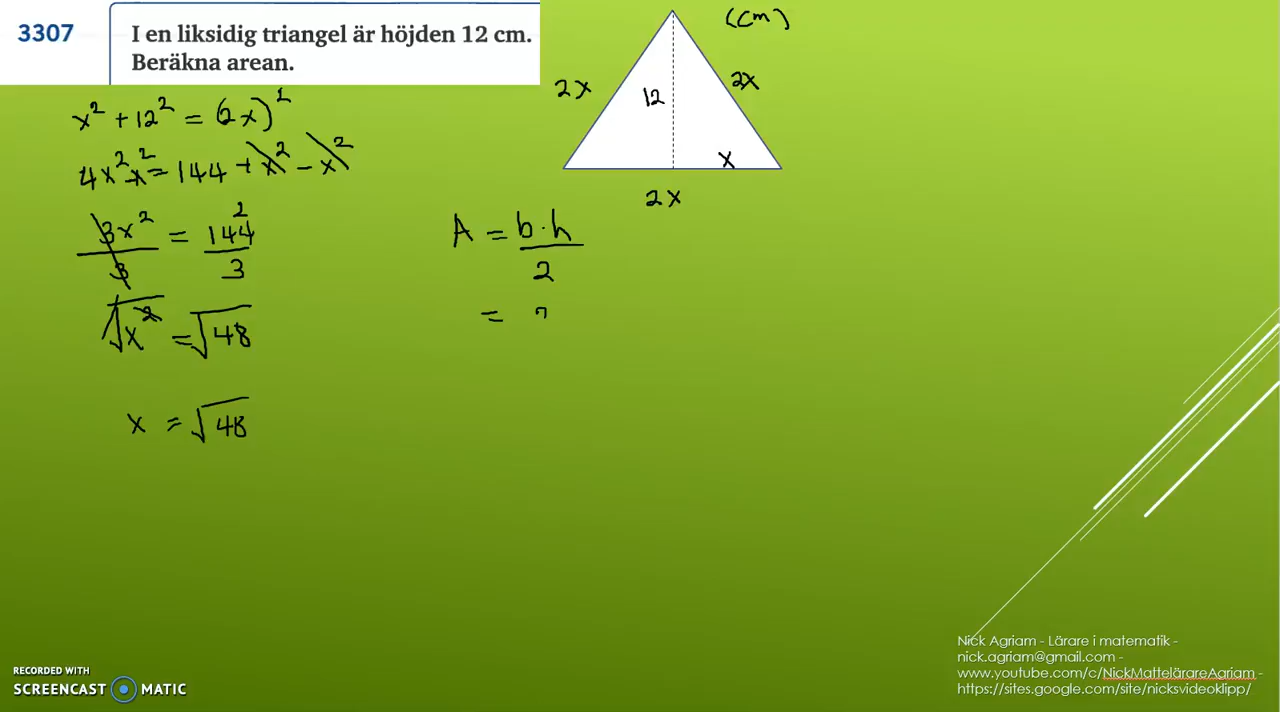 3307
I en liksidig triangel är höjden 12 cm.
Beräkna arean.
(cm)
2x
12
2x
x
2x
x² + 12² = (2x)²
4x² x² = 144 + x² - x²
3x² / 3 = 144² / 3
√x² = √48
x = √48
A = b · h / 2
=
Nick Agriam - Lärare i matematik -
nick.agriam@gmail.com -
www.youtube.com/c/NickMattelärareAgriam -
https://sites.google.com/site/nicksvideoklipp/
RECORDED WITH
SCREENCAST MATIC